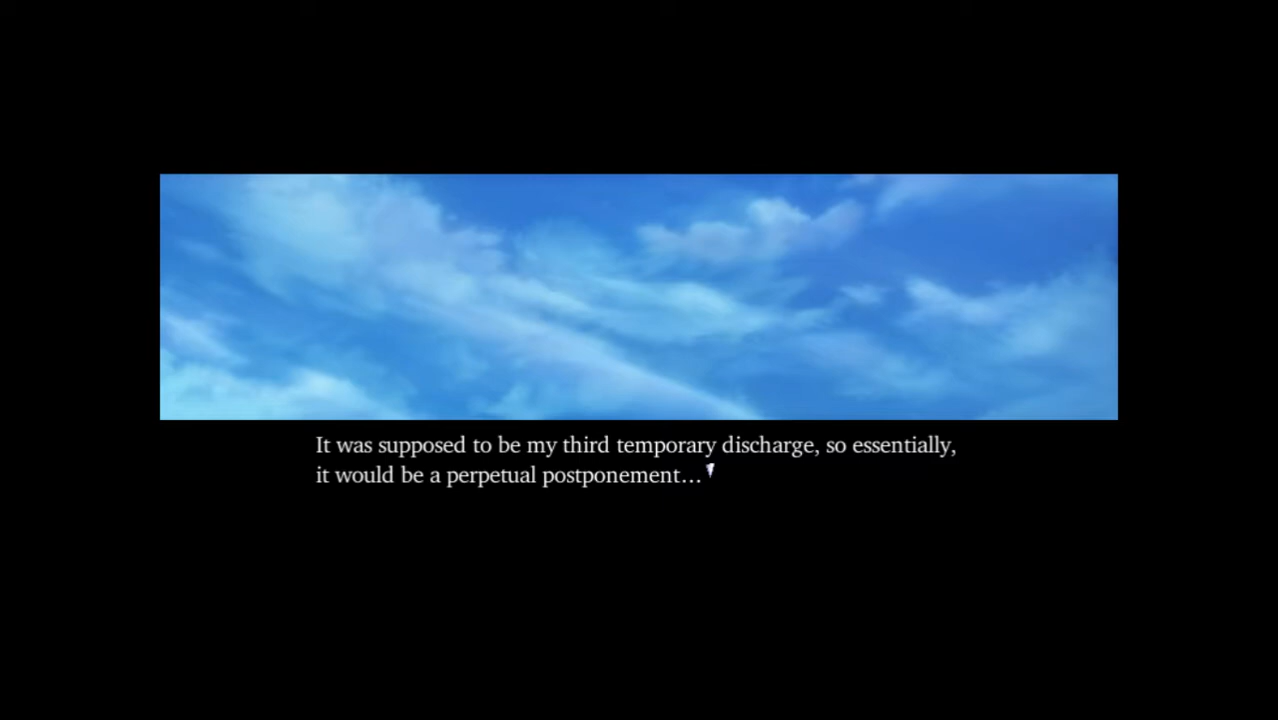 It was supposed to be my third temporary discharge, so essentially,
it would be a perpetual postponement…